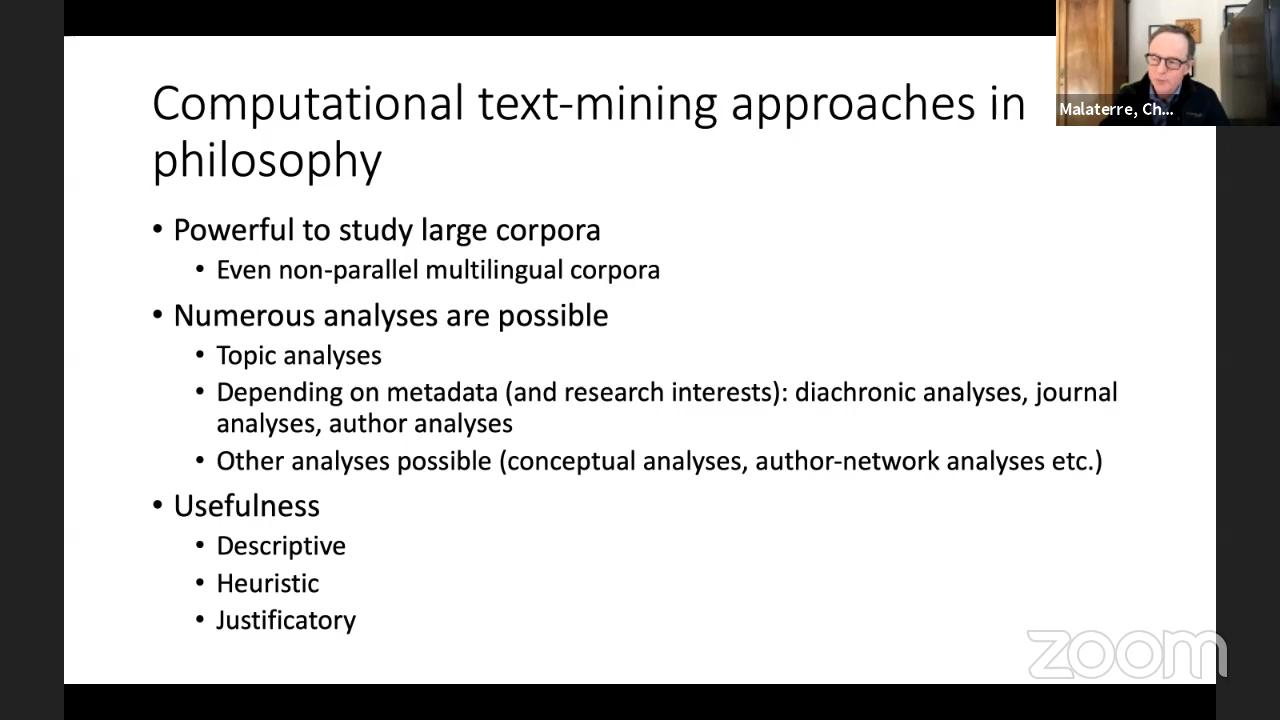 Computational text-mining approaches in
philosophy
• Powerful to study large corpora
• Even non-parallel multilingual corpora
• Numerous analyses are possible
• Topic analyses
• Depending on metadata (and research interests): diachronic analyses, journal
analyses, author analyses
• Other analyses possible (conceptual analyses, author-network analyses etc.)
• Usefulness
• Descriptive
• Heuristic
• Justificatory
Malaterre, Ch...
zoom